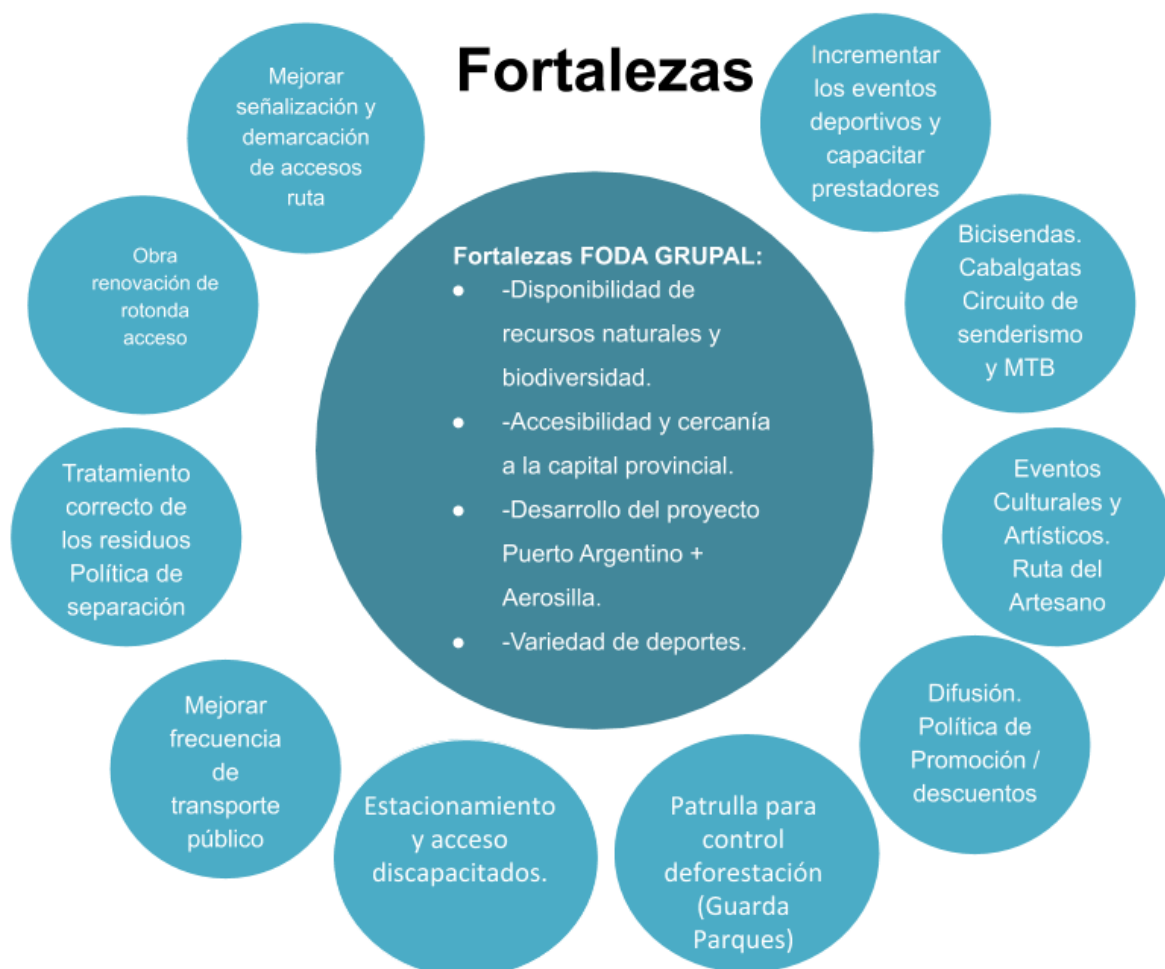 Fortalezas
Fortalezas FODA GRUPAL:
● -Disponibilidad de
recursos naturales y
biodiversidad.
● -Accesibilidad y cercanía
a la capital provincial.
● -Desarrollo del proyecto
Puerto Argentino +
Aerosilla.
● -Variedad de deportes.
Incrementar
los eventos
deportivos y
capacitar
prestadores
Bicisendas.
Cabalgatas
Circuito de
senderismo
y MTB
Eventos
Culturales y
Artísticos.
Ruta del
Artesano
Difusión.
Política de
Promoción /
descuentos
Patrulla para
control
deforestación
(Guarda
Parques)
Estacionamiento
y acceso
discapacitados.
Mejorar
frecuencia
de
transporte
público
Tratamiento
correcto de
los residuos
Política de
separación
Obra
renovación de
rotonda
acceso
Mejorar
señalización y
demarcación
de accesos
ruta